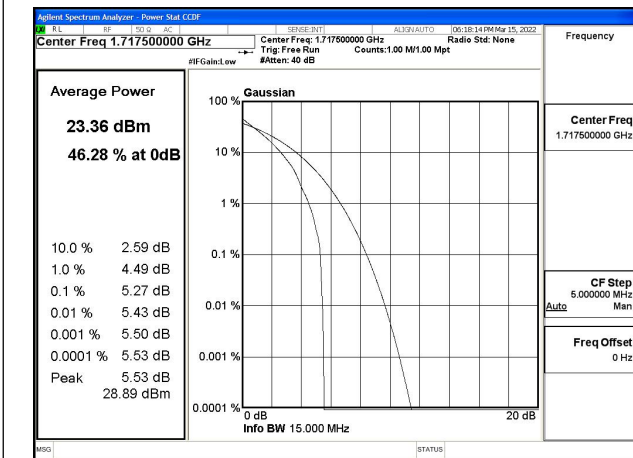 Agilent Spectrum Analyzer - Power Stat CCDF
RL RF 50 Ω AC SENSE:INT ALIGN AUTO 06:18:14 PM Mar 15, 2022
Center Freq 1.717500000 GHz
Center Freq: 1.717500000 GHz Radio Std: None
Trig: Free Run Counts:1.00 M/1.00 Mpt
#IFGain:Low #Atten: 40 dB
Frequency
Average Power
23.36 dBm
46.28 % at 0dB
10.0 % 2.59 dB
1.0 % 4.49 dB
0.1 % 5.27 dB
0.01 % 5.43 dB
0.001 % 5.50 dB
0.0001 % 5.53 dB
Peak 5.53 dB
28.89 dBm
Gaussian
100 %
10 %
1 %
0.1 %
0.01 %
0.001 %
0.0001 %
0 dB 20 dB
Info BW 15.000 MHz
Center Freq
1.717500000 GHz
CF Step
5.000000 MHz
Auto Man
Freq Offset
0 Hz
MSG STATUS